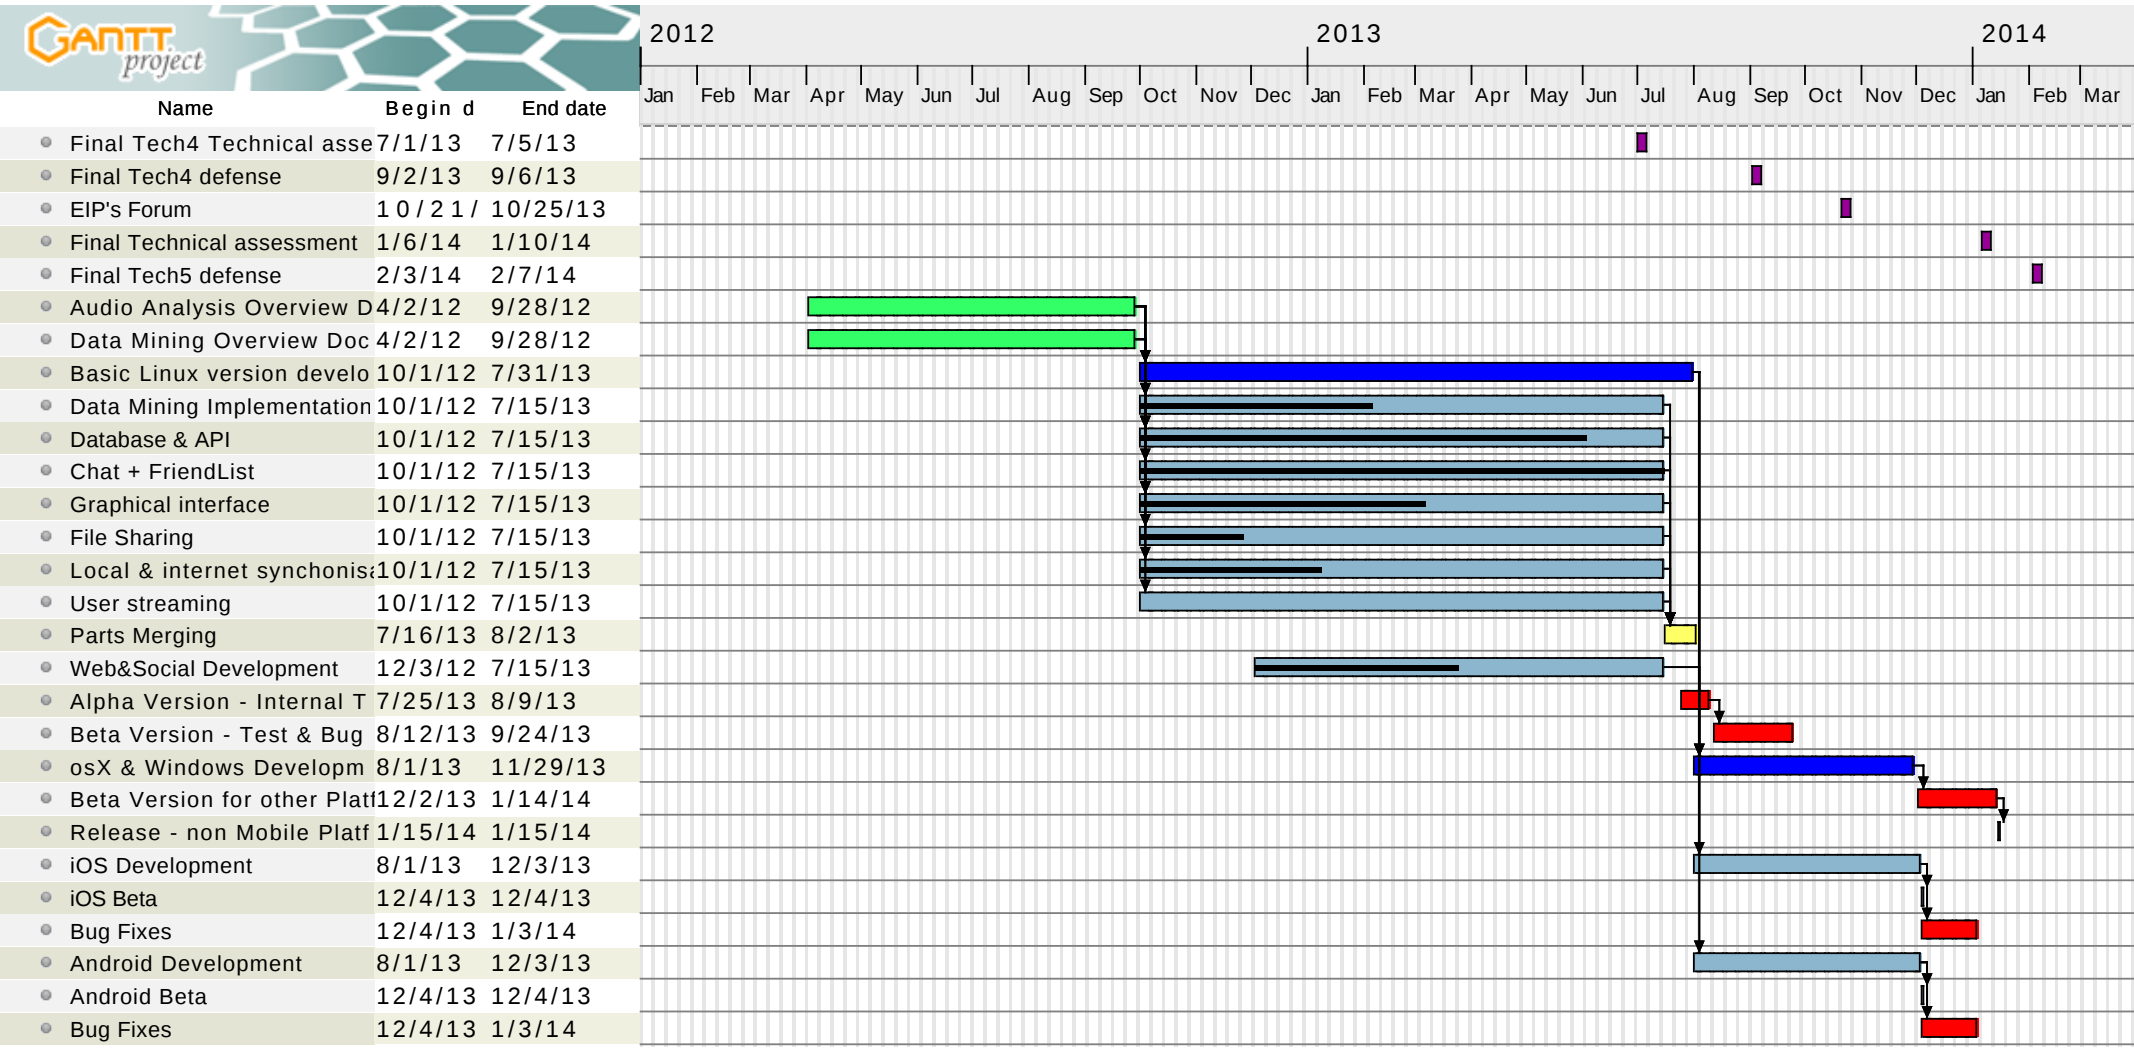 GANTT
project
2012 2013 2014
Jan Feb Mar Apr May Jun Jul Aug Sep Oct Nov Dec Jan Feb Mar Apr May Jun Jul Aug Sep Oct Nov Dec Jan Feb Mar
Name Begin d End date
Final Tech4 Technical asse 7/1/13 7/5/13
Final Tech4 defense 9/2/13 9/6/13
EIP's Forum 10/21/ 10/25/13
Final Technical assessment 1/6/14 1/10/14
Final Tech5 defense 2/3/14 2/7/14
Audio Analysis Overview D 4/2/12 9/28/12
Data Mining Overview Doc 4/2/12 9/28/12
Basic Linux version develo 10/1/12 7/31/13
Data Mining Implementation 10/1/12 7/15/13
Database & API 10/1/12 7/15/13
Chat + FriendList 10/1/12 7/15/13
Graphical interface 10/1/12 7/15/13
File Sharing 10/1/12 7/15/13
Local & internet synchonisa 10/1/12 7/15/13
User streaming 10/1/12 7/15/13
Parts Merging 7/16/13 8/2/13
Web&Social Development 12/3/12 7/15/13
Alpha Version - Internal T 7/25/13 8/9/13
Beta Version - Test & Bug 8/12/13 9/24/13
osX & Windows Developm 8/1/13 11/29/13
Beta Version for other Platf 12/2/13 1/14/14
Release - non Mobile Platf 1/15/14 1/15/14
iOS Development 8/1/13 12/3/13
iOS Beta 12/4/13 12/4/13
Bug Fixes 12/4/13 1/3/14
Android Development 8/1/13 12/3/13
Android Beta 12/4/13 12/4/13
Bug Fixes 12/4/13 1/3/14